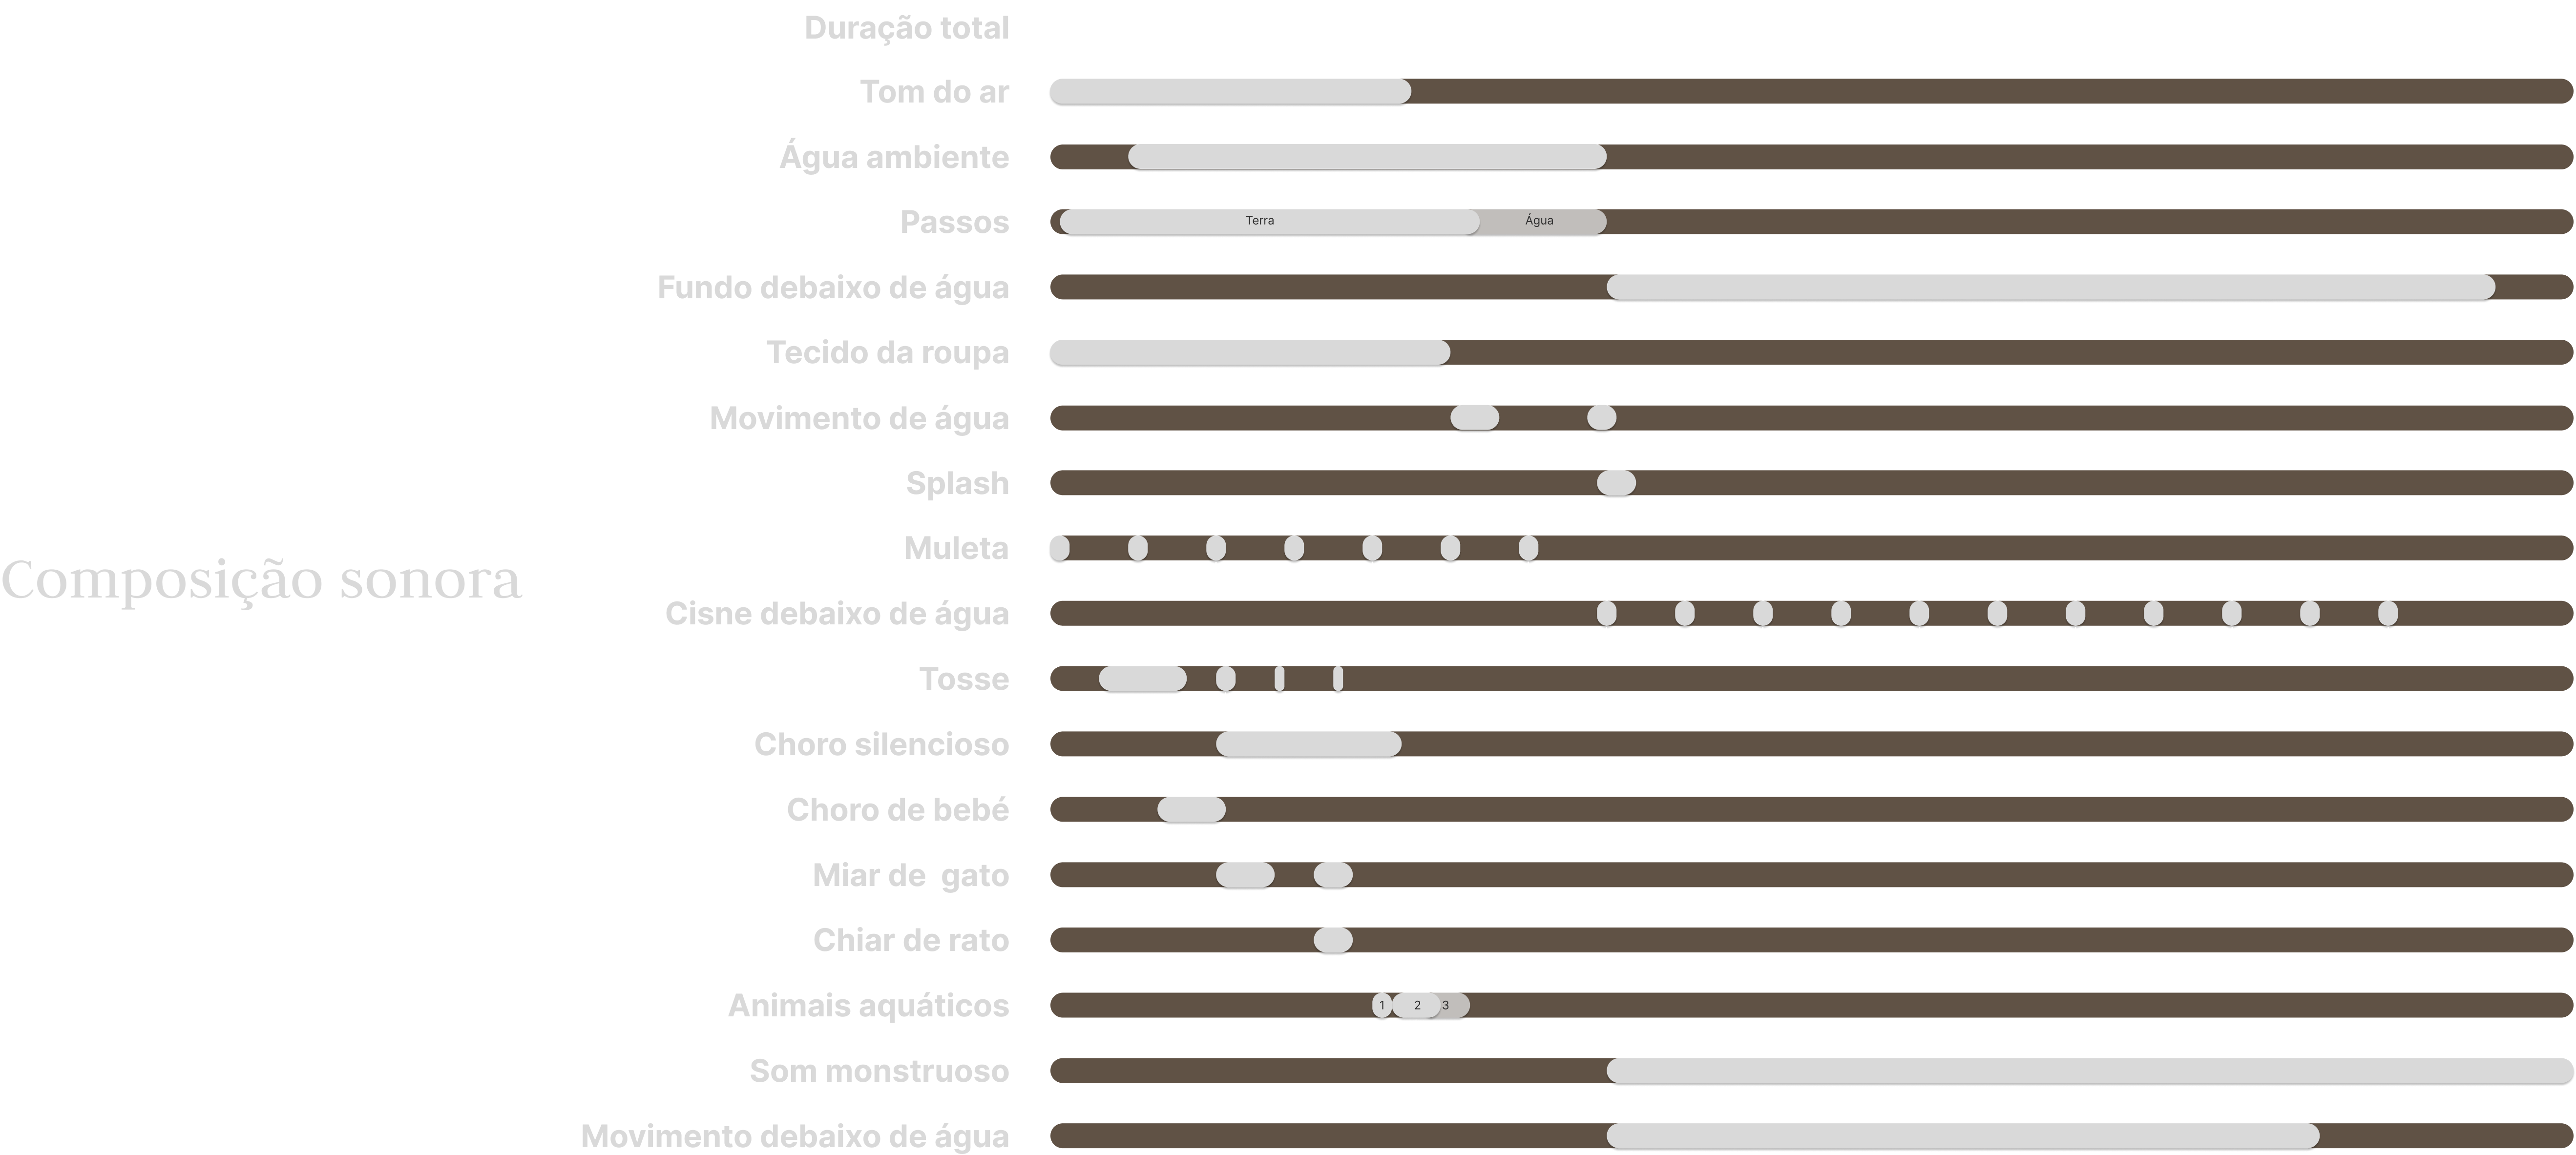 Composição sonora
Duração total
Tom do ar
Água ambiente
Passos
Terra
Água
Fundo debaixo de água
Tecido da roupa
Movimento de água
Splash
Muleta
Cisne debaixo de água
Tosse
Choro silencioso
Choro de bebé
Miar de  gato
Chiar de rato
Animais aquáticos
1
2
3
Som monstruoso
Movimento debaixo de água